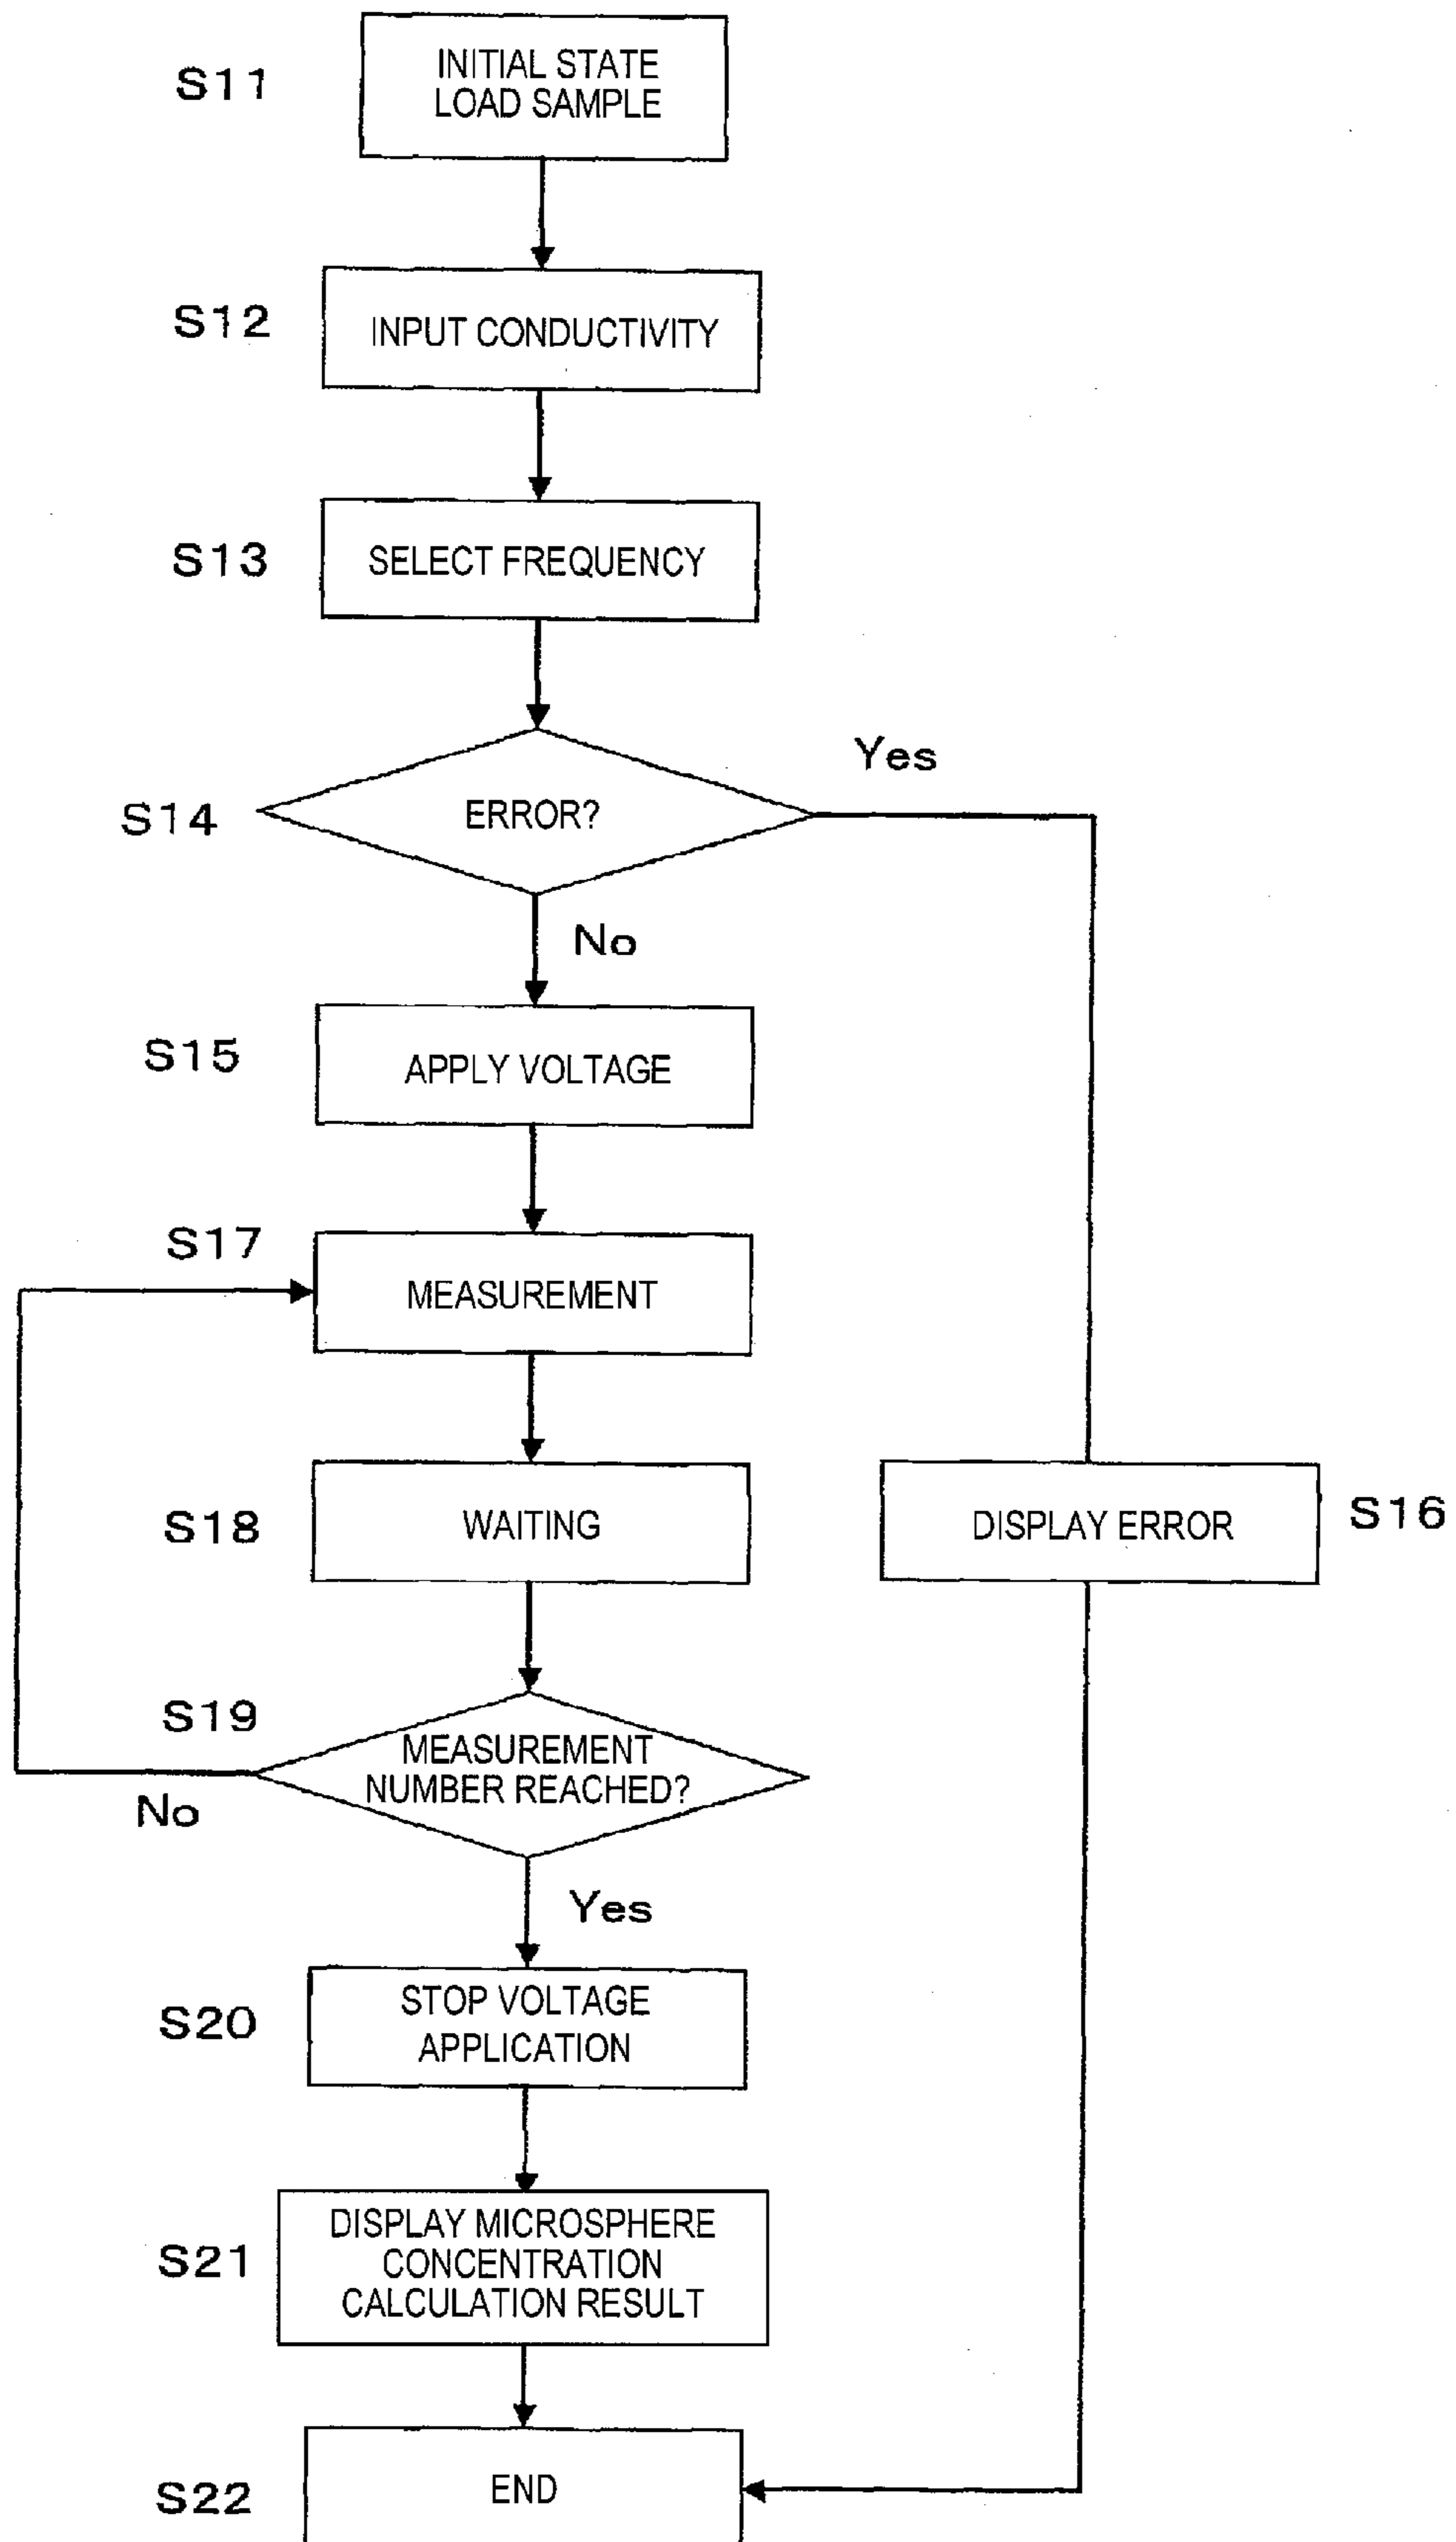 S11
INITIAL STATE
LOAD SAMPLE
S12
INPUT CONDUCTIVITY
S13
SELECT FREQUENCY
S14
ERROR?
Yes
No
S15
APPLY VOLTAGE
S17
MEASUREMENT
S18
WAITING
DISPLAY ERROR
S16
S19
MEASUREMENT
NUMBER REACHED?
No
Yes
S20
STOP VOLTAGE
APPLICATION
S21
DISPLAY MICROSPHERE
CONCENTRATION
CALCULATION RESULT
S22
END